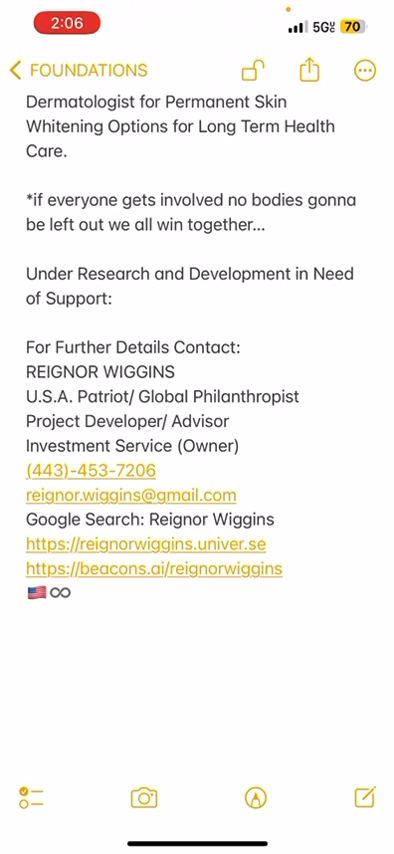 2:06
5GUC 70
FOUNDATIONS
Dermatologist for Permanent Skin
Whitening Options for Long Term Health
Care.
*if everyone gets involved no bodies gonna
be left out we all win together...
Under Research and Development in Need
of Support:
For Further Details Contact:
REIGNOR WIGGINS
U.S.A. Patriot/ Global Philanthropist
Project Developer/ Advisor
Investment Service (Owner)
(443)-453-7206
reignor.wiggins@gmail.com
Google Search: Reignor Wiggins
https://reignorwiggins.univer.se
https://beacons.ai/reignorwiggins
🇺🇸♾